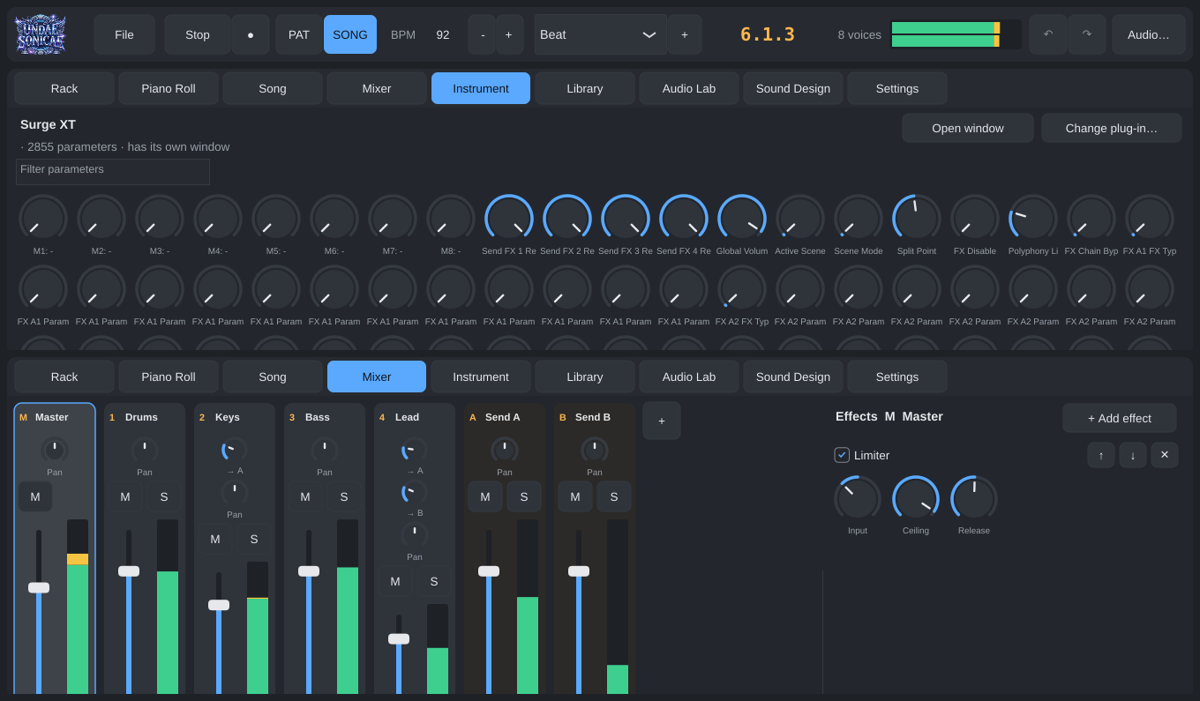 UNDAE SONICAE
File
Stop
PAT
SONG
BPM
92
-
+
Beat
+
6.1.3
8 voices
Audio...
Rack
Piano Roll
Song
Mixer
Instrument
Library
Audio Lab
Sound Design
Settings
Surge XT
Open window
Change plug-in...
· 2855 parameters · has its own window
Filter parameters
M1: - M2: - M3: - M4: - M5: - M6: - M7: - M8: - Send FX 1 Re Send FX 2 Re Send FX 3 Re Send FX 4 Re Global Volum Active Scene Scene Mode Split Point FX Disable Polyphony Li FX Chain Byp FX A1 FX Typ
FX A1 Param FX A1 Param FX A1 Param FX A1 Param FX A1 Param FX A1 Param FX A1 Param FX A1 Param FX A1 Param FX A1 Param FX A1 Param FX A1 Param FX A2 FX Typ FX A2 Param FX A2 Param FX A2 Param FX A2 Param FX A2 Param FX A2 Param FX A2 Param
Rack
Piano Roll
Song
Mixer
Instrument
Library
Audio Lab
Sound Design
Settings
M Master
Pan
M
1 Drums
Pan
M S
2 Keys
→ A
Pan
M S
3 Bass
Pan
M S
4 Lead
→ A
→ B
Pan
M S
A Send A
Pan
M S
B Send B
Pan
M S
+
Effects M Master
+ Add effect
Limiter
↑ ↓ ✕
Input Ceiling Release